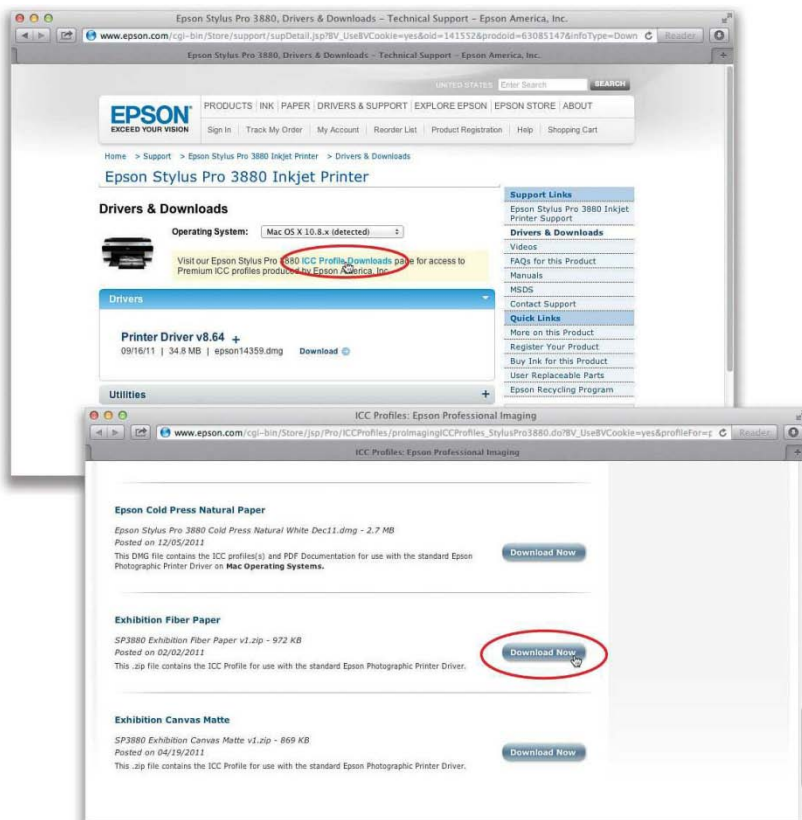 Epson Stylus Pro 3880, Drivers & Downloads – Technical Support – Epson America, Inc.
www.epson.com/cgi-bin/Store/support/supDetail.jsp?BV_UseBVCookie=yes&oid=141552&prodoid=63085147&infoType=Down
Reader
Epson Stylus Pro 3880, Drivers & Downloads – Technical Support – Epson America, Inc.
UNITED STATES Enter Search SEARCH
EPSON
EXCEED YOUR VISION
PRODUCTS INK PAPER DRIVERS & SUPPORT EXPLORE EPSON EPSON STORE ABOUT
Sign In Track My Order My Account Reorder List Product Registration Help Shopping Cart
Home > Support > Epson Stylus Pro 3880 Inkjet Printer > Drivers & Downloads
Epson Stylus Pro 3880 Inkjet Printer
Drivers & Downloads
Operating System: Mac OS X 10.8.x (detected)
Visit our Epson Stylus Pro 3880 ICC Profile Downloads page for access to
Premium ICC profiles produced by Epson America, Inc.
Drivers
Printer Driver v8.64 +
09/16/11 | 34.8 MB | epson14359.dmg Download
Utilities +
Support Links
Epson Stylus Pro 3880 Inkjet
Printer Support
Drivers & Downloads
Videos
FAQs for this Product
Manuals
MSDS
Contact Support
Quick Links
More on this Product
Register Your Product
Buy Ink for this Product
User Replaceable Parts
Epson Recycling Program
ICC Profiles: Epson Professional Imaging
www.epson.com/cgi-bin/Store/jsp/Pro/ICCProfiles/proImagingICCProfiles_StylusPro3880.do?BV_UseBVCookie=yes&profileFor=p
Reader
ICC Profiles: Epson Professional Imaging
Epson Cold Press Natural Paper
Epson Stylus Pro 3880 Cold Press Natural White Dec11.dmg - 2.7 MB
Posted on 12/05/2011
This DMG file contains the ICC profiles(s) and PDF Documentation for use with the standard Epson
Photographic Printer Driver on Mac Operating Systems.
Download Now
Exhibition Fiber Paper
SP3880 Exhibition Fiber Paper v1.zip - 972 KB
Posted on 02/02/2011
This .zip file contains the ICC Profile for use with the standard Epson Photographic Printer Driver.
Download Now
Exhibition Canvas Matte
SP3880 Exhibition Canvas Matte v1.zip - 869 KB
Posted on 04/19/2011
This .zip file contains the ICC Profile for use with the standard Epson Photographic Printer Driver.
Download Now